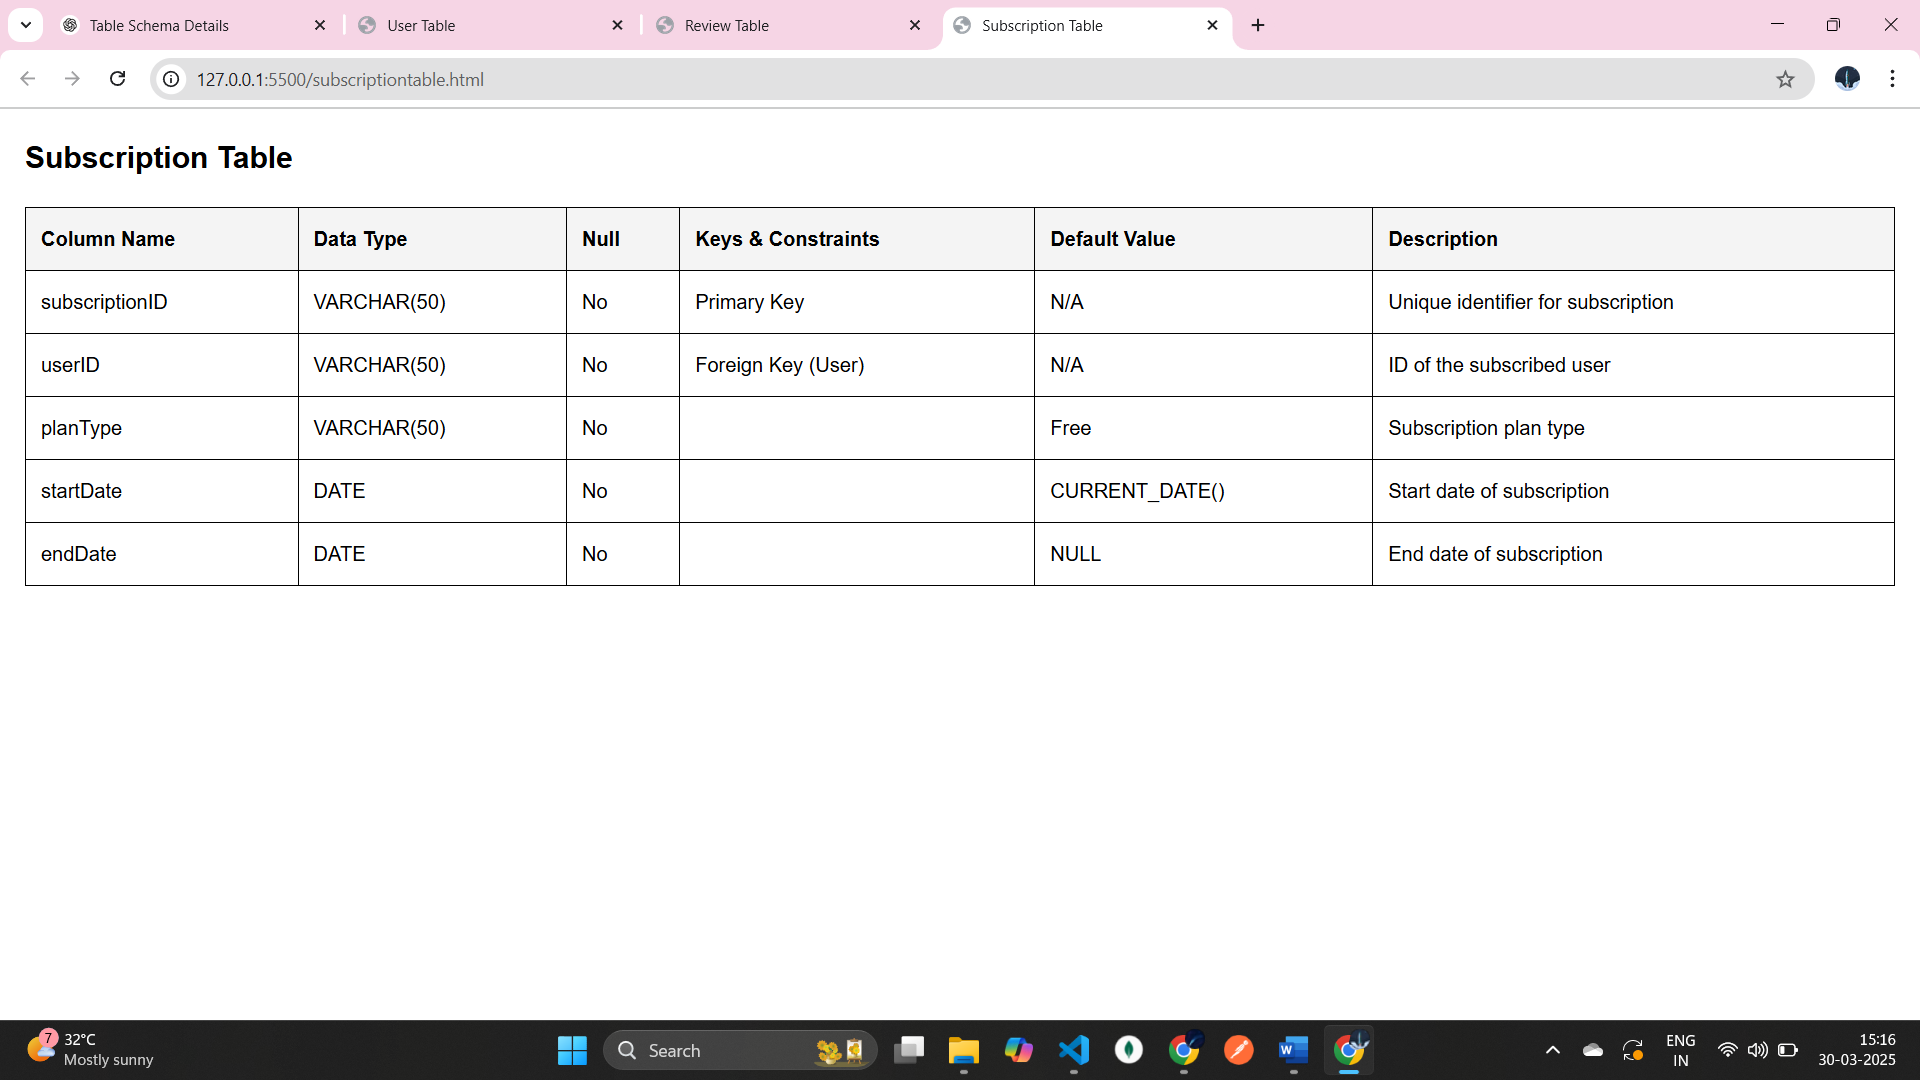 Table Schema Details
User Table
Review Table
Subscription Table
127.0.0.1:5500/subscriptiontable.html
Subscription Table
Column Name Data Type Null Keys & Constraints Default Value Description
subscriptionID VARCHAR(50) No Primary Key N/A Unique identifier for subscription
userID VARCHAR(50) No Foreign Key (User) N/A ID of the subscribed user
planType VARCHAR(50) No Free Subscription plan type
startDate DATE No CURRENT_DATE() Start date of subscription
endDate DATE No NULL End date of subscription
7
32°C
Mostly sunny
Search
W
ENG
IN
15:16
30-03-2025